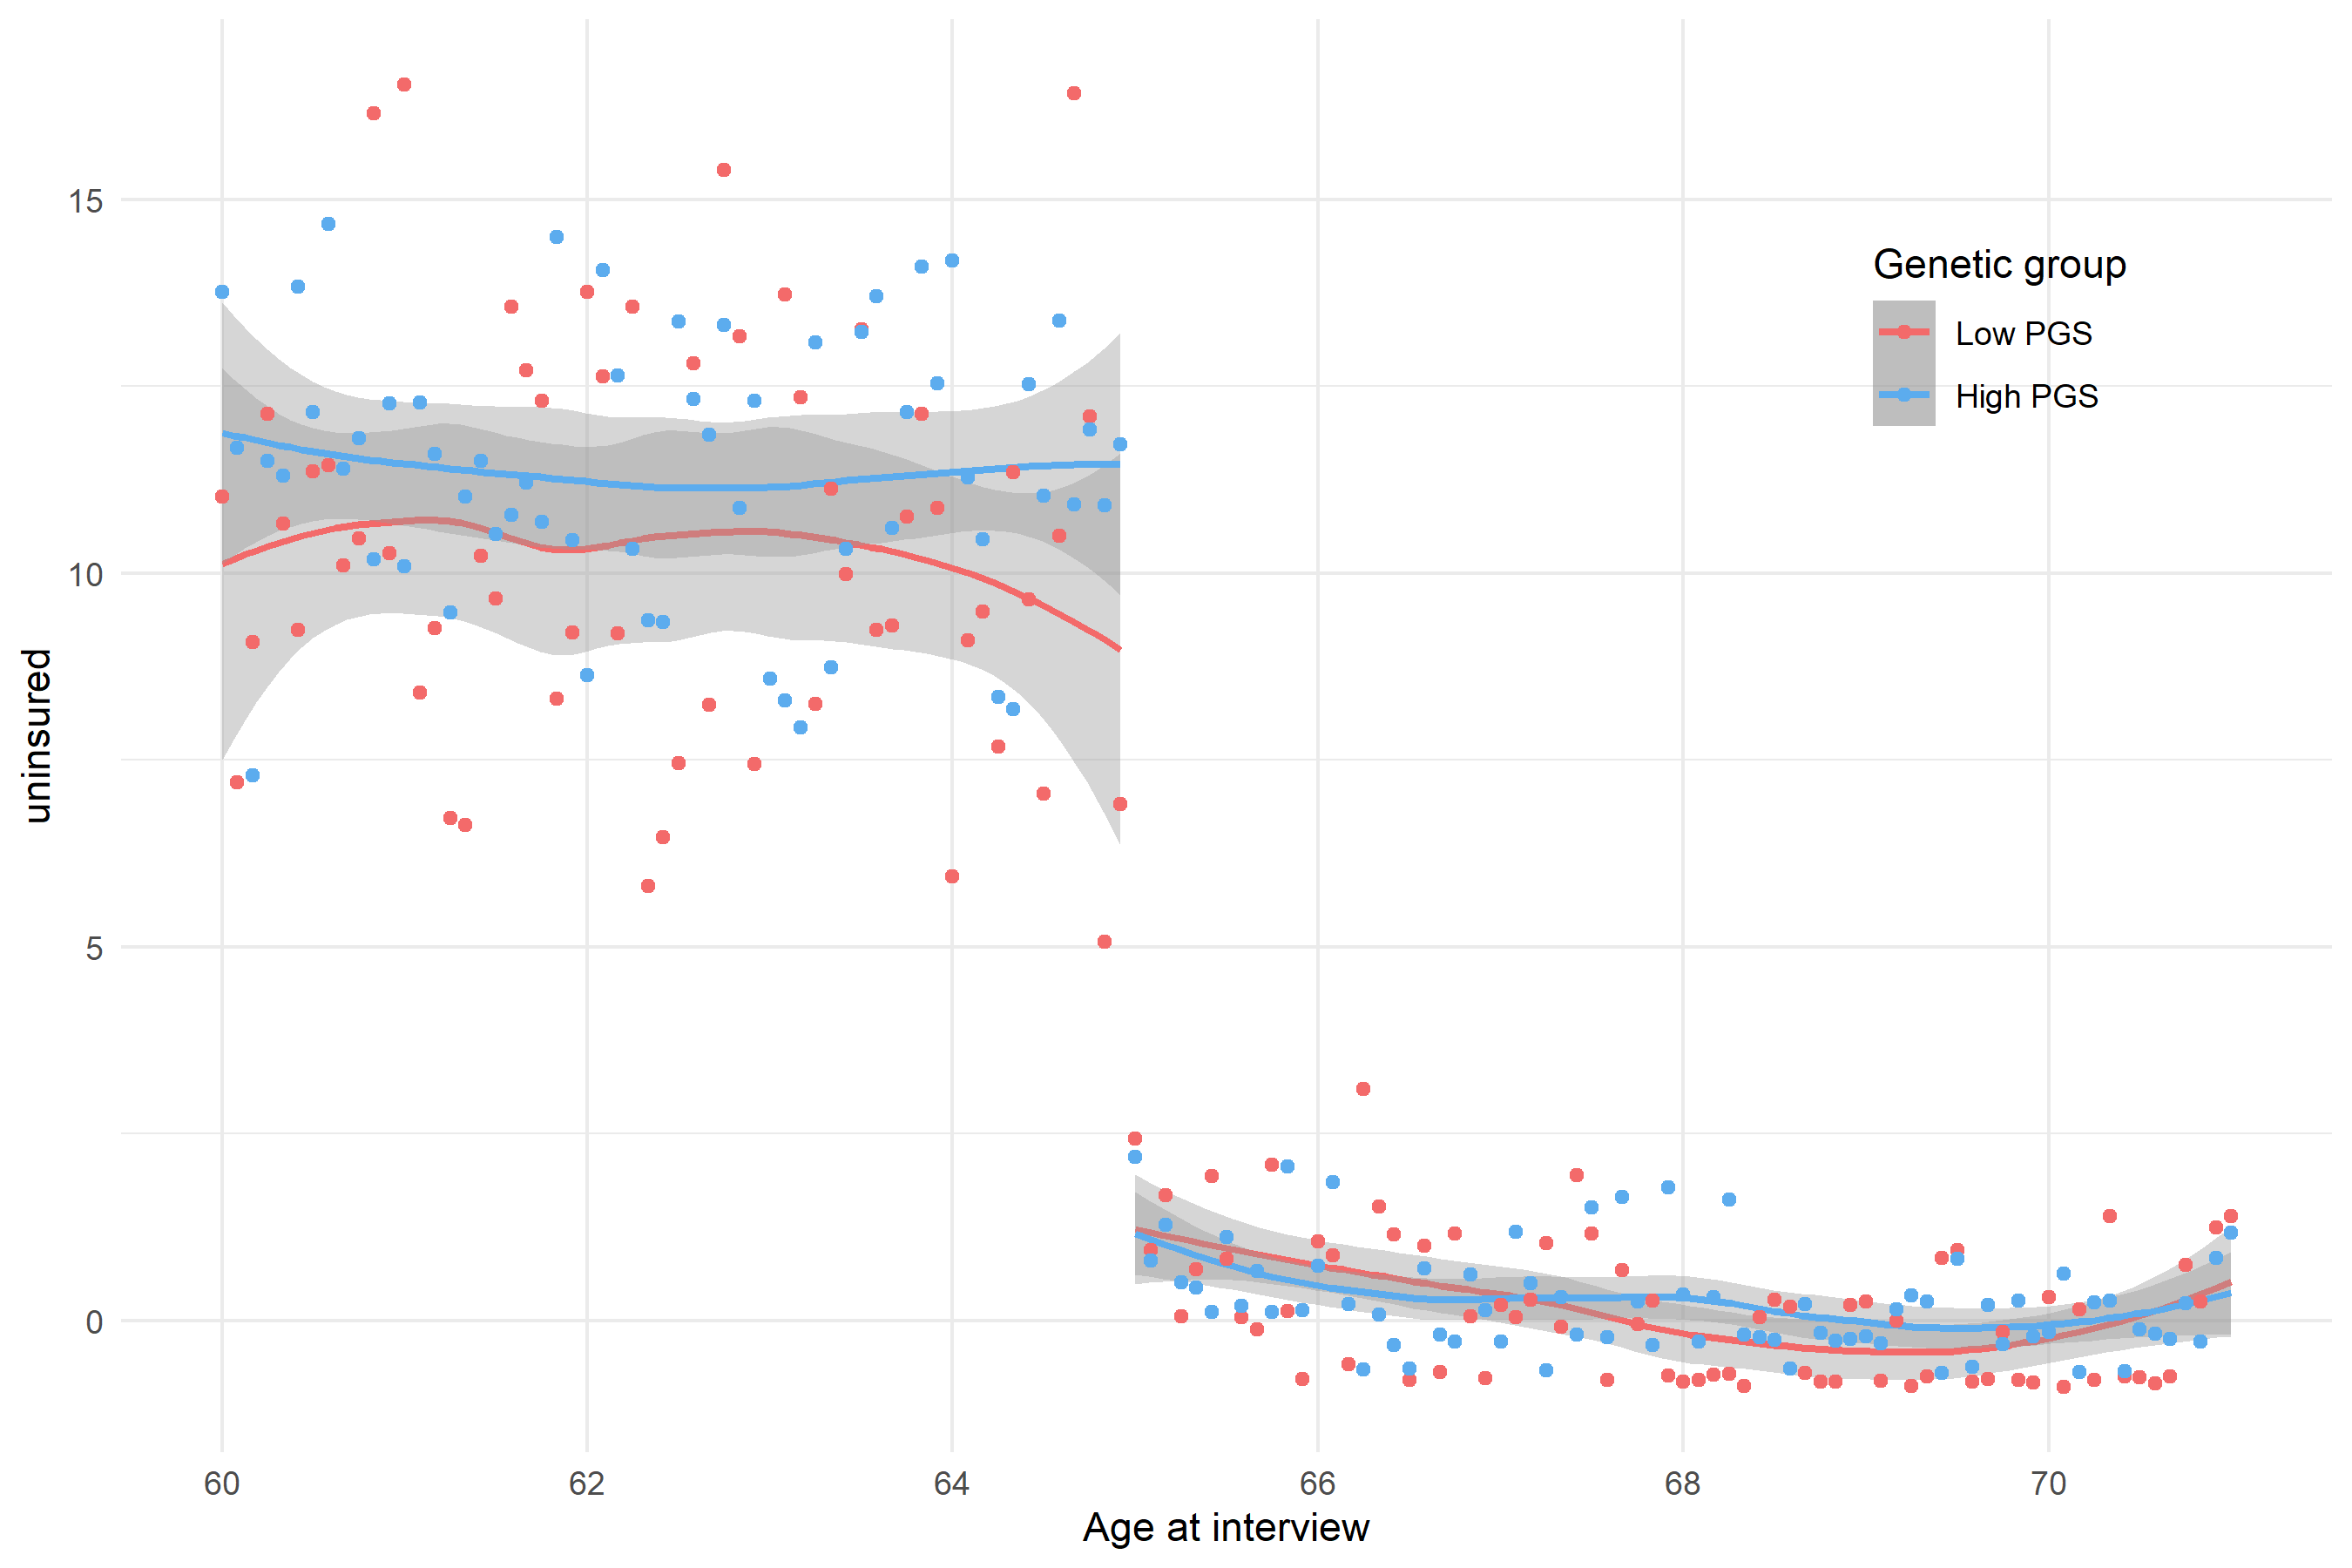 15
10
5
0
uninsured
Genetic group
Low PGS
High PGS
60 62 64 66 68 70
Age at interview